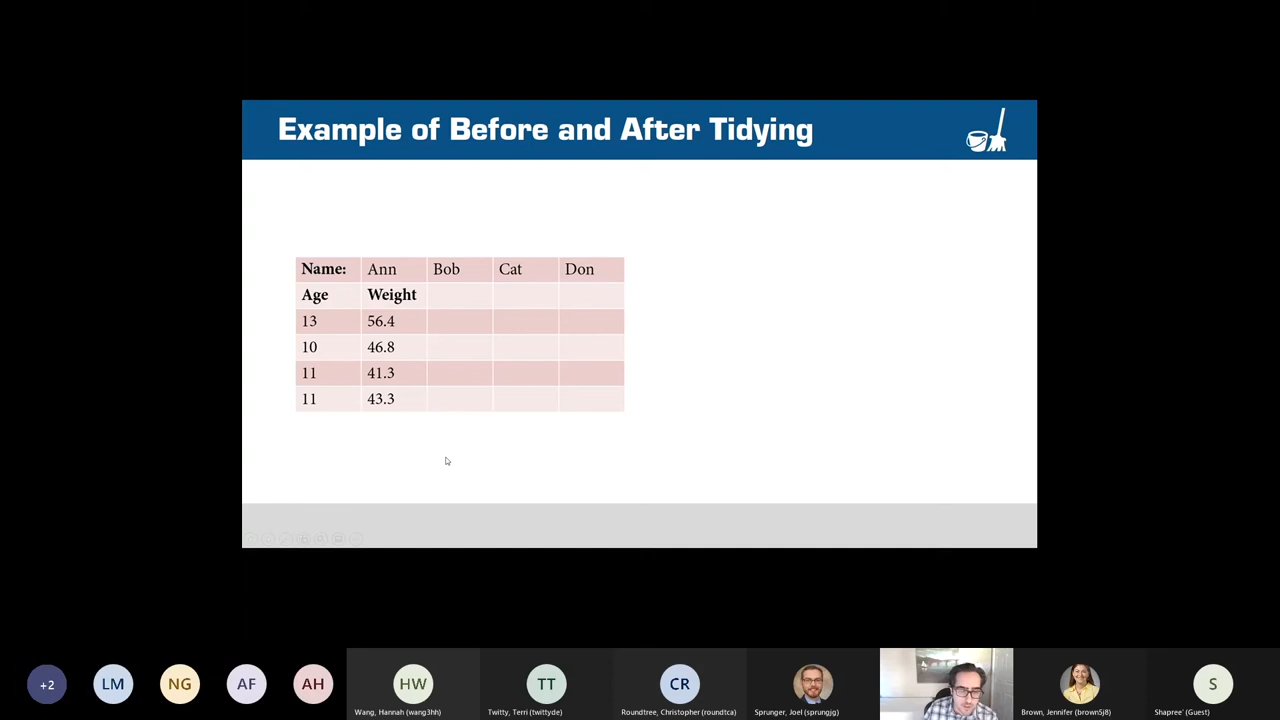 Example of Before and After Tidying
Name: Ann Bob Cat Don
Age Weight
13 56.4
10 46.8
11 41.3
11 43.3
+2 LM NG AF AH HW TT CR S
Wang, Hannah (wang3hh) Twitty, Terri (twittyde) Roundtree, Christopher (roundtca) Sprunger, Joel (sprungjg) Brown, Jennifer (brown5j8) Shapree' (Guest)